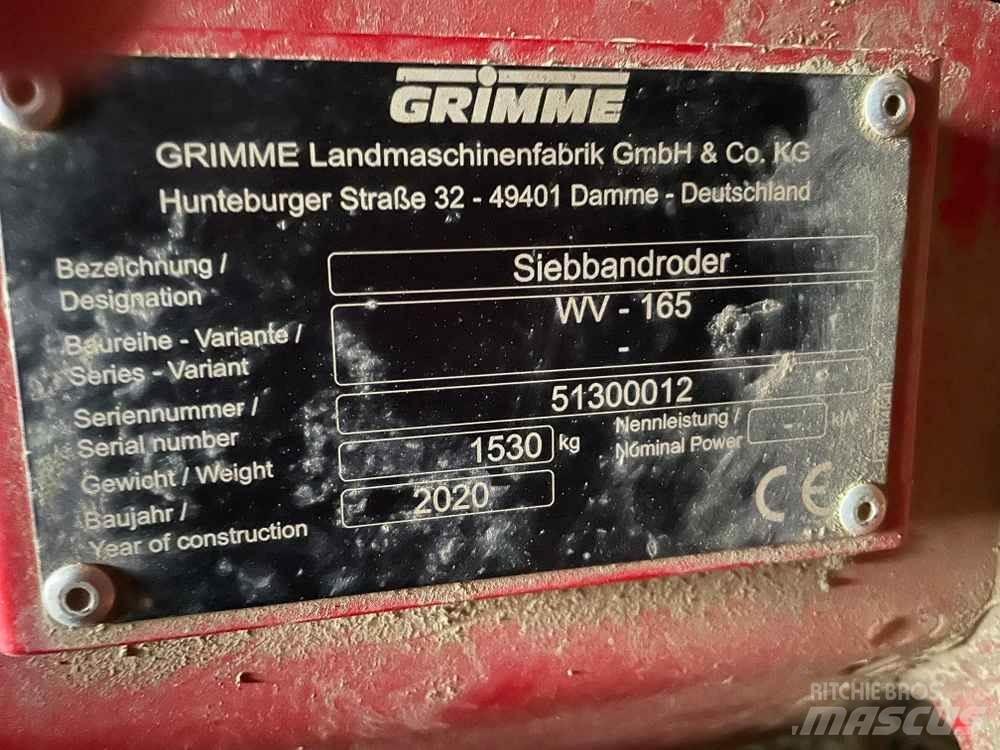 GRIMME
GRIMME Landmaschinenfabrik GmbH & Co. KG
Hunteburger Straße 32 - 49401 Damme - Deutschland
Bezeichnung /
Designation
Siebbandroder
Baureihe - Variante /
Series - Variant
WV - 165
-
Seriennummer /
Serial number
51300012
Gewicht / Weight
1530 kg
Nennleistung /
Nominal Power
- kW
Baujahr /
Year of construction
2020
CE
RITCHIE BROS
MASCUS